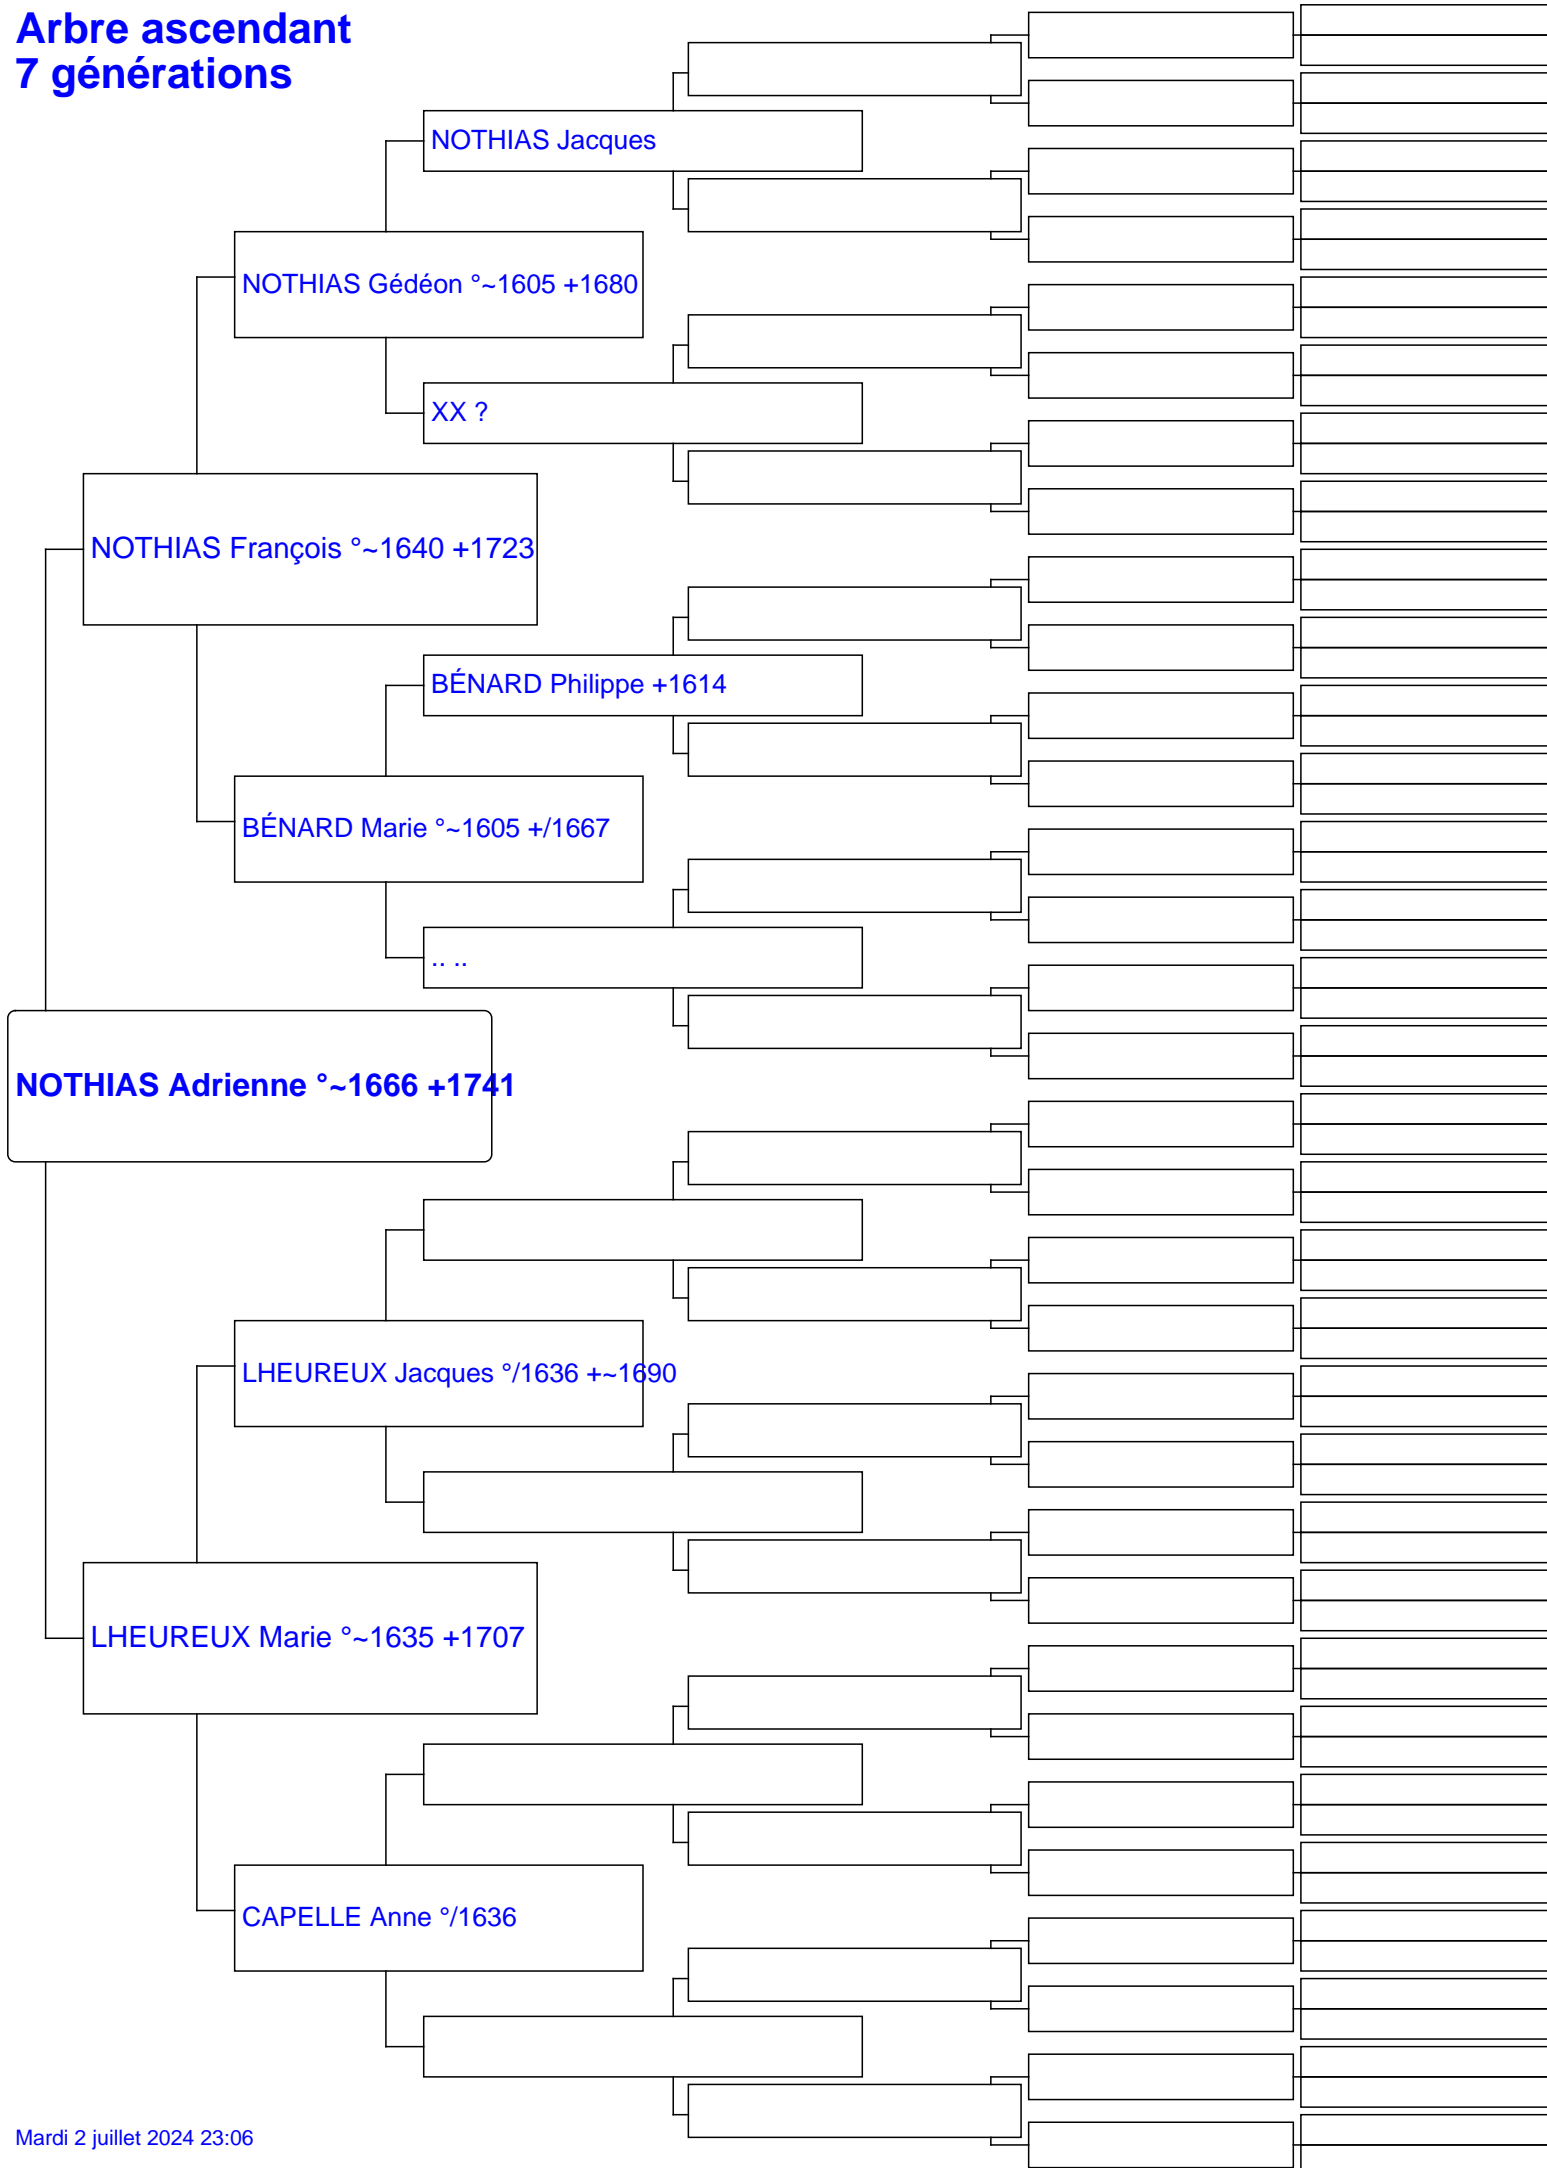 Arbre ascendant
7 générations
NOTHIAS Jacques
NOTHIAS Gédéon °~1605 +1680
XX ?
NOTHIAS François °~1640 +1723
BÉNARD Philippe +1614
BÉNARD Marie °~1605 +/1667
.. ..
NOTHIAS Adrienne °~1666 +1741
LHEUREUX Jacques °/1636 +~1690
LHEUREUX Marie °~1635 +1707
CAPELLE Anne °/1636
Mardi 2 juillet 2024 23:06